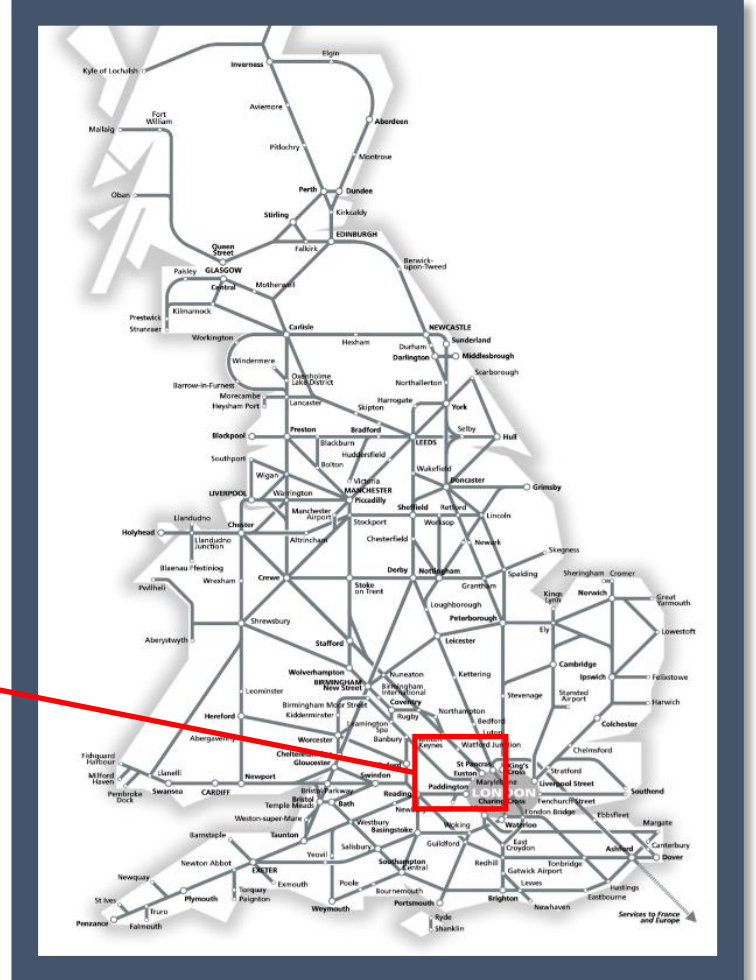 Elgin
Inverness
Kyle of Lochalsh
Aviemore
Fort
William
Aberdeen
Mallaig
Pitlochry
Montrose
Perth
Dundee
Oban
Stirling
Kirkcaldy
EDINBURGH
Queen
Street
Falkirk
Berwick-
upon-Tweed
Paisley
GLASGOW
Central
Motherwell
Prestwick
Kilmarnock
Stranraer
Carlisle
NEWCASTLE
Workington
Hexham
Sunderland
Durham
Windermere
Darlington
Middlesbrough
Scarborough
Oxenholme
Lake District
Northallerton
Barrow-in-Furness
Morecambe
Heysham Port
Lancaster
Harrogate
York
Skipton
Preston
Bradford
Selby
Blackpool
Blackburn
LEEDS
Hull
Huddersfield
Southport
Bolton
Wakefield
Wigan
Victoria
Doncaster
MANCHESTER
Piccadilly
LIVERPOOL
Warrington
Grimsby
Manchester
Airport
Sheffield
Retford
Lincoln
Llandudno
Stockport
Worksop
Chester
Holyhead
Llandudno
Junction
Altrincham
Chesterfield
Newark
Skegness
Blaenau Ffestiniog
Derby
Nottingham
Spalding
Sheringham
Cromer
Pwllheli
Wrexham
Crewe
Stoke
on Trent
Grantham
Kings
Lynn
Norwich
Great
Yarmouth
Loughborough
Peterborough
Shrewsbury
Ely
Lowestoft
Aberystwyth
Stafford
Leicester
Cambridge
Wolverhampton
Nuneaton
Kettering
Ipswich
Felixstowe
BIRMINGHAM
New Street
Birmingham
International
Stansted
Airport
Leominster
Stevenage
Harwich
Birmingham Moor Street
Coventry
Kidderminster
Rugby
Northampton
Hereford
Leamington
Spa
Bedford
Colchester
Abergavenny
Worcester
Banbury
Keynes
Luton
Watford Junction
Chelmsford
Fishguard
Harbour
Gloucester
St Pancras
King's
Cross
Stratford
Milford
Haven
Llanelli
Newport
Swindon
Euston
Marylebone
Liverpool Street
Pembroke
Dock
Swansea
CARDIFF
Bristol Parkway
Reading
Paddington
LONDON
Southend
Bristol
Temple Meads
Bath
Charing Cross
Fenchurch Street
London Bridge
Ebbsfleet
Weston-super-Mare
Westbury
Waterloo
Margate
Barnstaple
Taunton
Basingstoke
Woking
East
Croydon
Canterbury
Yeovil
Salisbury
Guildford
Ashford
Dover
Newton Abbot
EXETER
Southampton
Central
Redhill
Tonbridge
Gatwick Airport
Newquay
Exmouth
Poole
Torquay
Paignton
Bournemouth
Lewes
Hastings
St Ives
Plymouth
Portsmouth
Brighton
Eastbourne
Truro
Weymouth
Newhaven
Penzance
Falmouth
Ryde
Shanklin
Services to France
and Europe